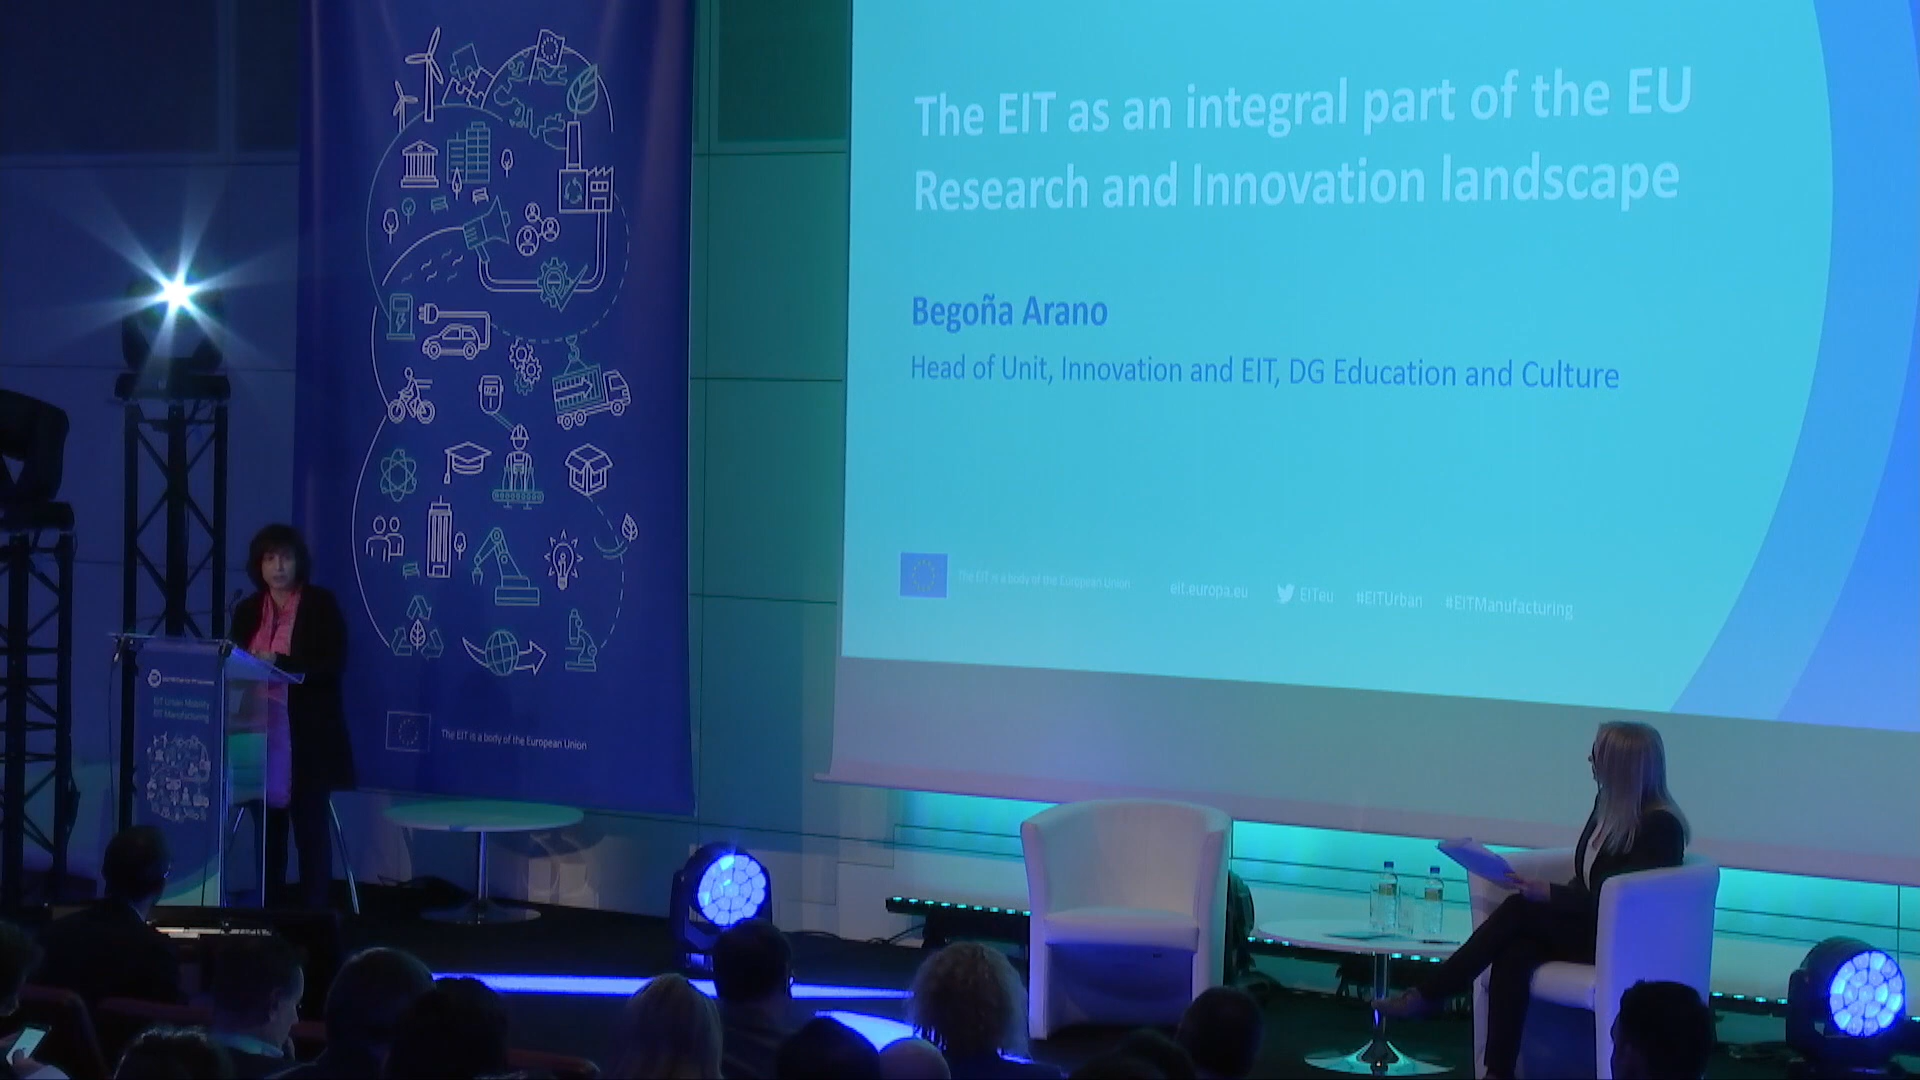 The EIT as an integral part of the EU
Research and Innovation landscape
Begoña Arano
Head of Unit, Innovation and EIT, DG Education and Culture
The EIT is a body of the European Union
eit.europa.eu
EITeu
#EITUrban
#EITManufacturing
The EIT is a body of the European Union
EIT Urban Mobility
EIT Manufacturing